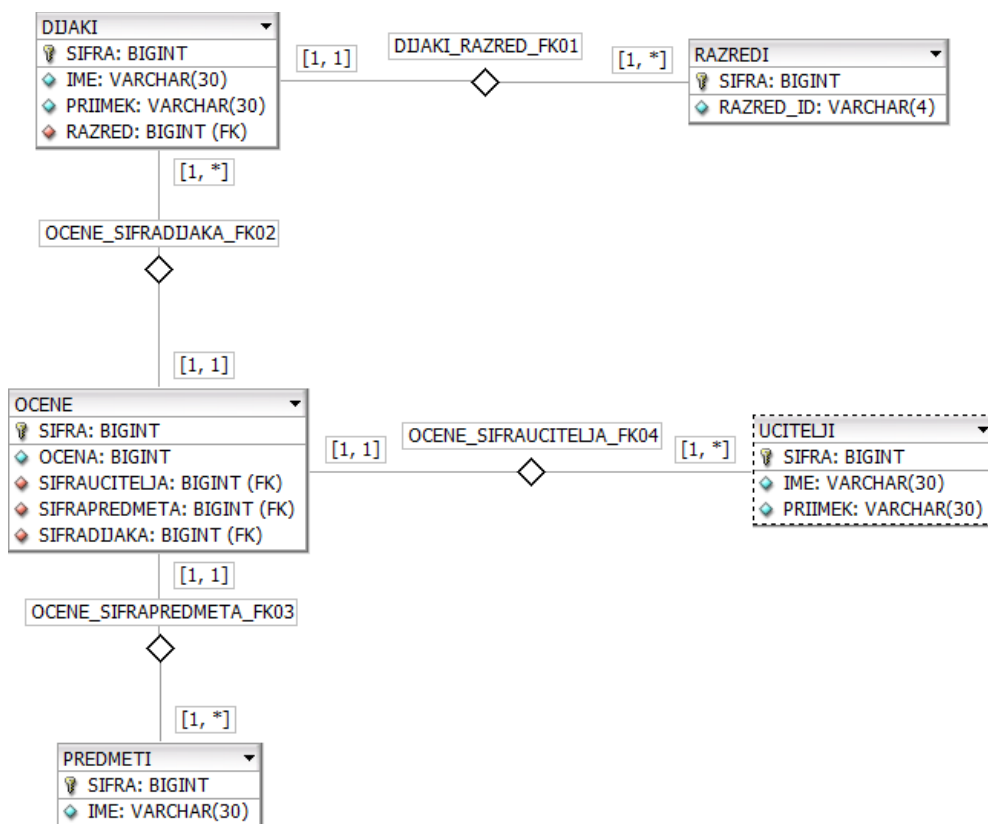 DIJAKI
SIFRA: BIGINT
IME: VARCHAR(30)
PRIIMEK: VARCHAR(30)
RAZRED: BIGINT (FK)
[1, 1]
DIJAKI_RAZRED_FK01
[1, *]
RAZREDI
SIFRA: BIGINT
RAZRED_ID: VARCHAR(4)
[1, *]
OCENE_SIFRADIJAKA_FK02
[1, 1]
OCENE
SIFRA: BIGINT
OCENA: BIGINT
SIFRAUCITELJA: BIGINT (FK)
SIFRAPREDMETA: BIGINT (FK)
SIFRADIJAKA: BIGINT (FK)
[1, 1]
OCENE_SIFRAUCITELJA_FK04
[1, *]
UCITELJI
SIFRA: BIGINT
IME: VARCHAR(30)
PRIIMEK: VARCHAR(30)
[1, 1]
OCENE_SIFRAPREDMETA_FK03
[1, *]
PREDMETI
SIFRA: BIGINT
IME: VARCHAR(30)